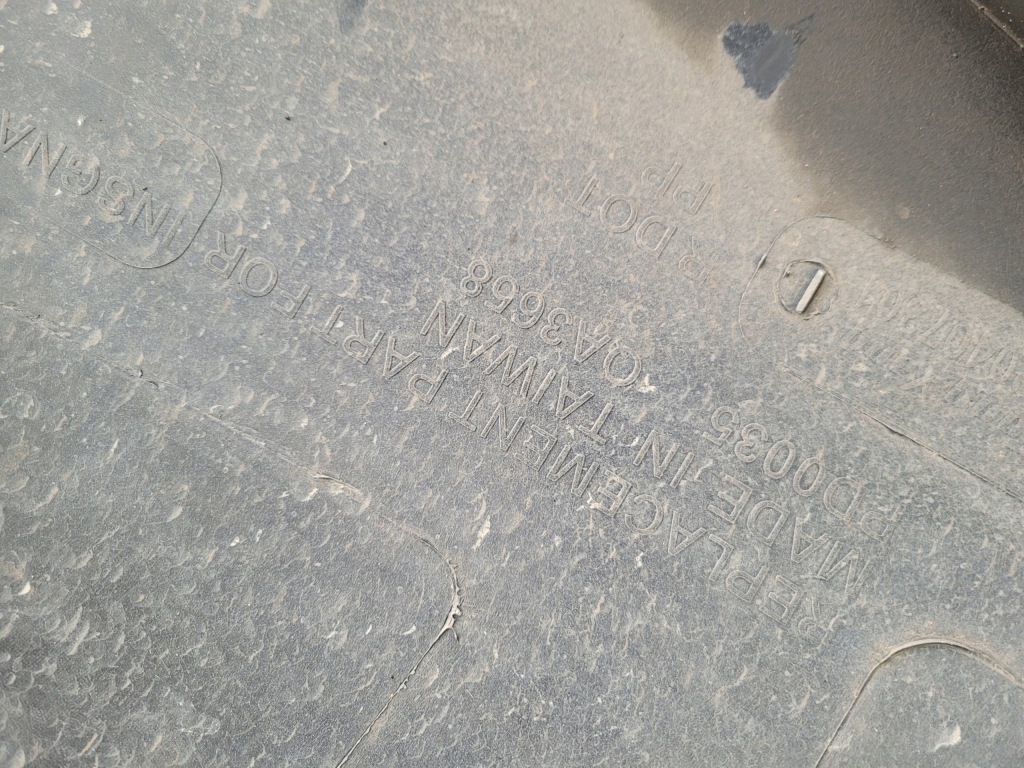 REPLACEMENT PART FOR
MADE IN TAIWAN
PD0035 QA3658
R DOT
PP